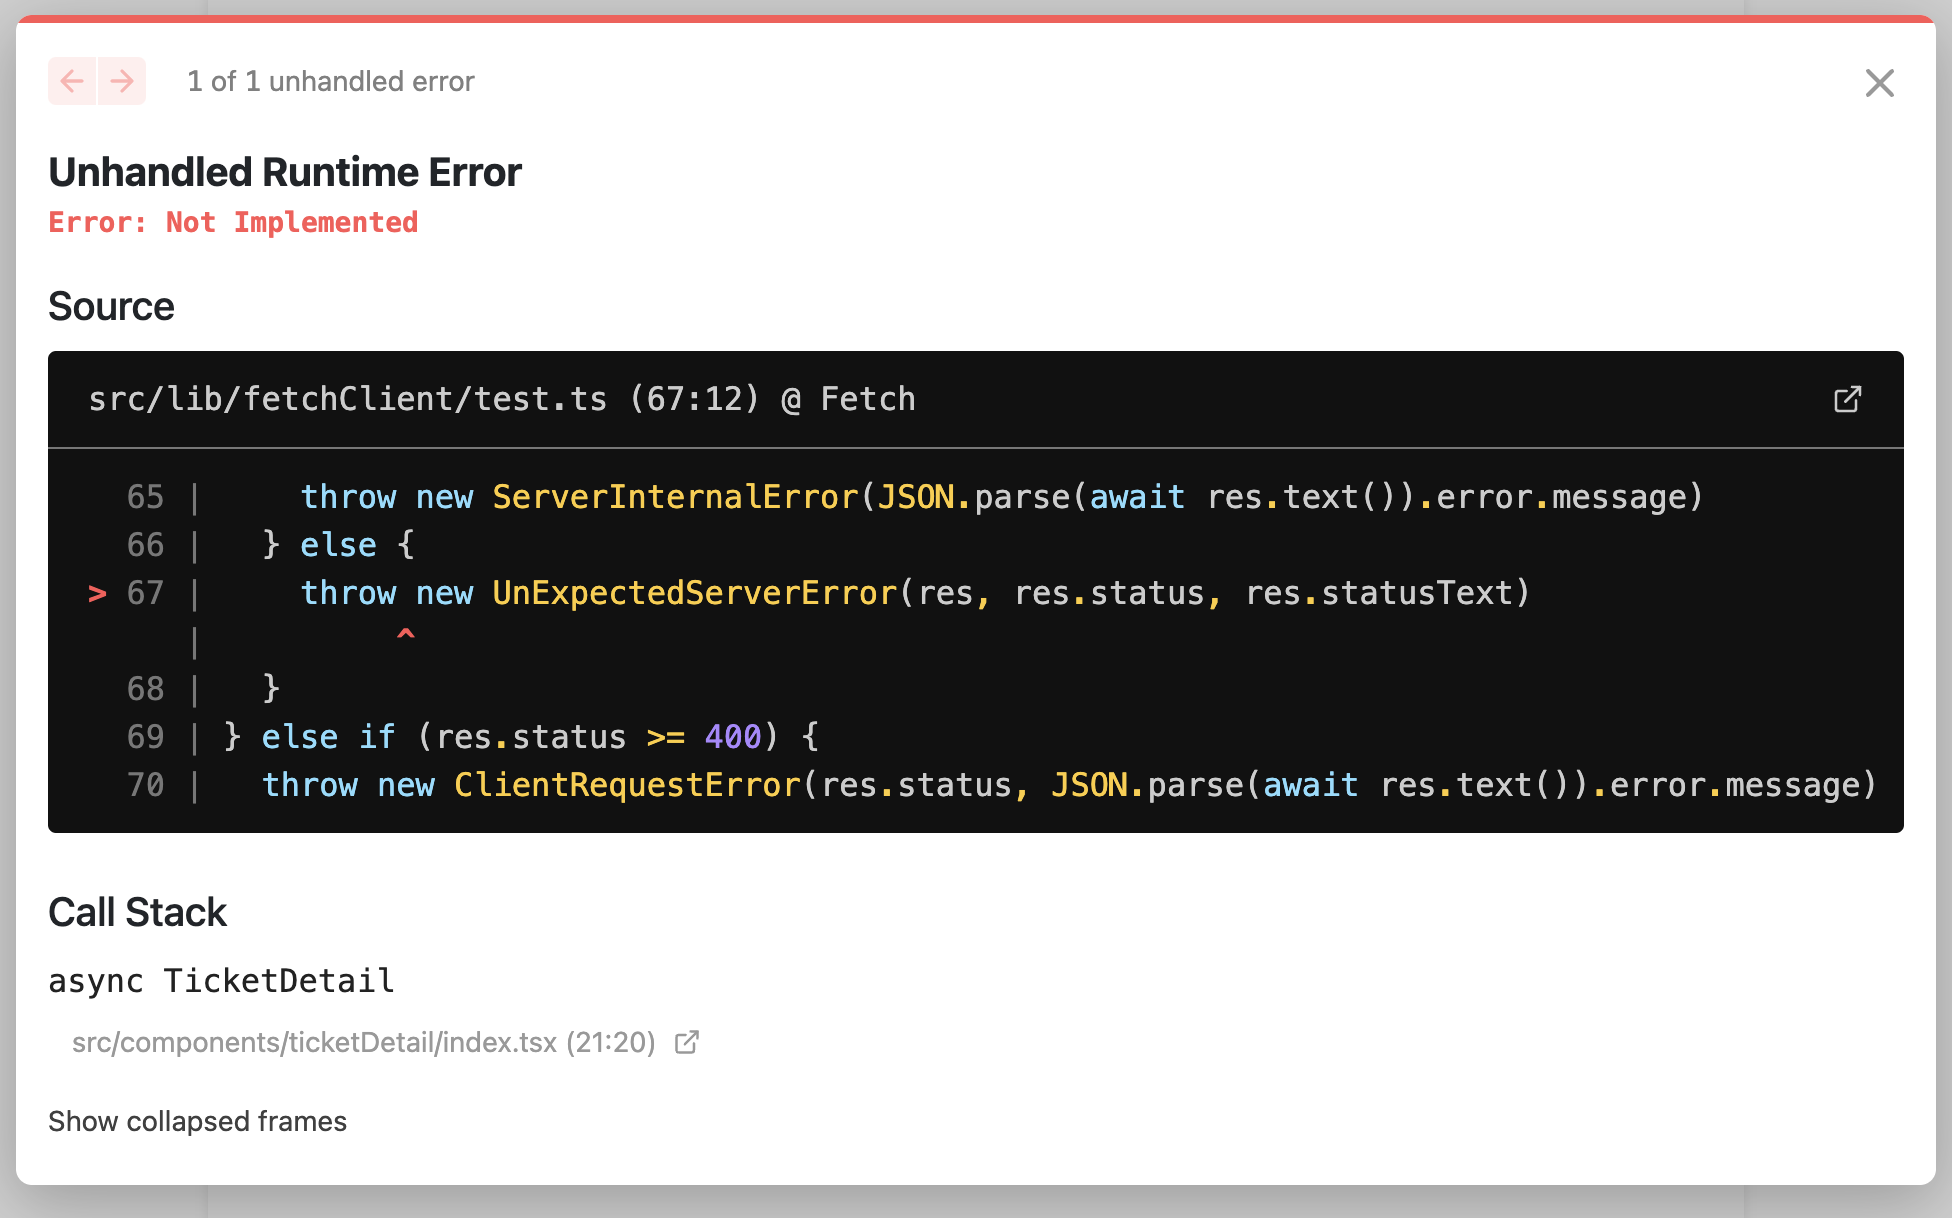 1 of 1 unhandled error
Unhandled Runtime Error
Error: Not Implemented
Source
src/lib/fetchClient/test.ts (67:12) @ Fetch
65 |     throw new ServerInternalError(JSON.parse(await res.text()).error.message)
66 |   } else {
> 67 |     throw new UnExpectedServerError(res, res.status, res.statusText)
|          ^
68 |   }
69 | } else if (res.status >= 400) {
70 |   throw new ClientRequestError(res.status, JSON.parse(await res.text()).error.message)
Call Stack
async TicketDetail
src/components/ticketDetail/index.tsx (21:20)
Show collapsed frames